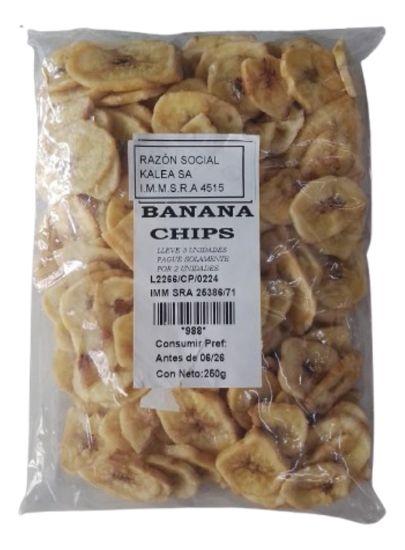 RAZÓN SOCIAL
KALEA SA
I.M.M.S.R.A 4515
BANANA
CHIPS
LLEVE 3 UNIDADES
PAGUE SOLAMENTE
POR 2 UNIDADES
L2266/CP/0224
IMM SRA 25386/71
*988*
Consumir Pref:
Antes de 06/26
Con Neto:250g